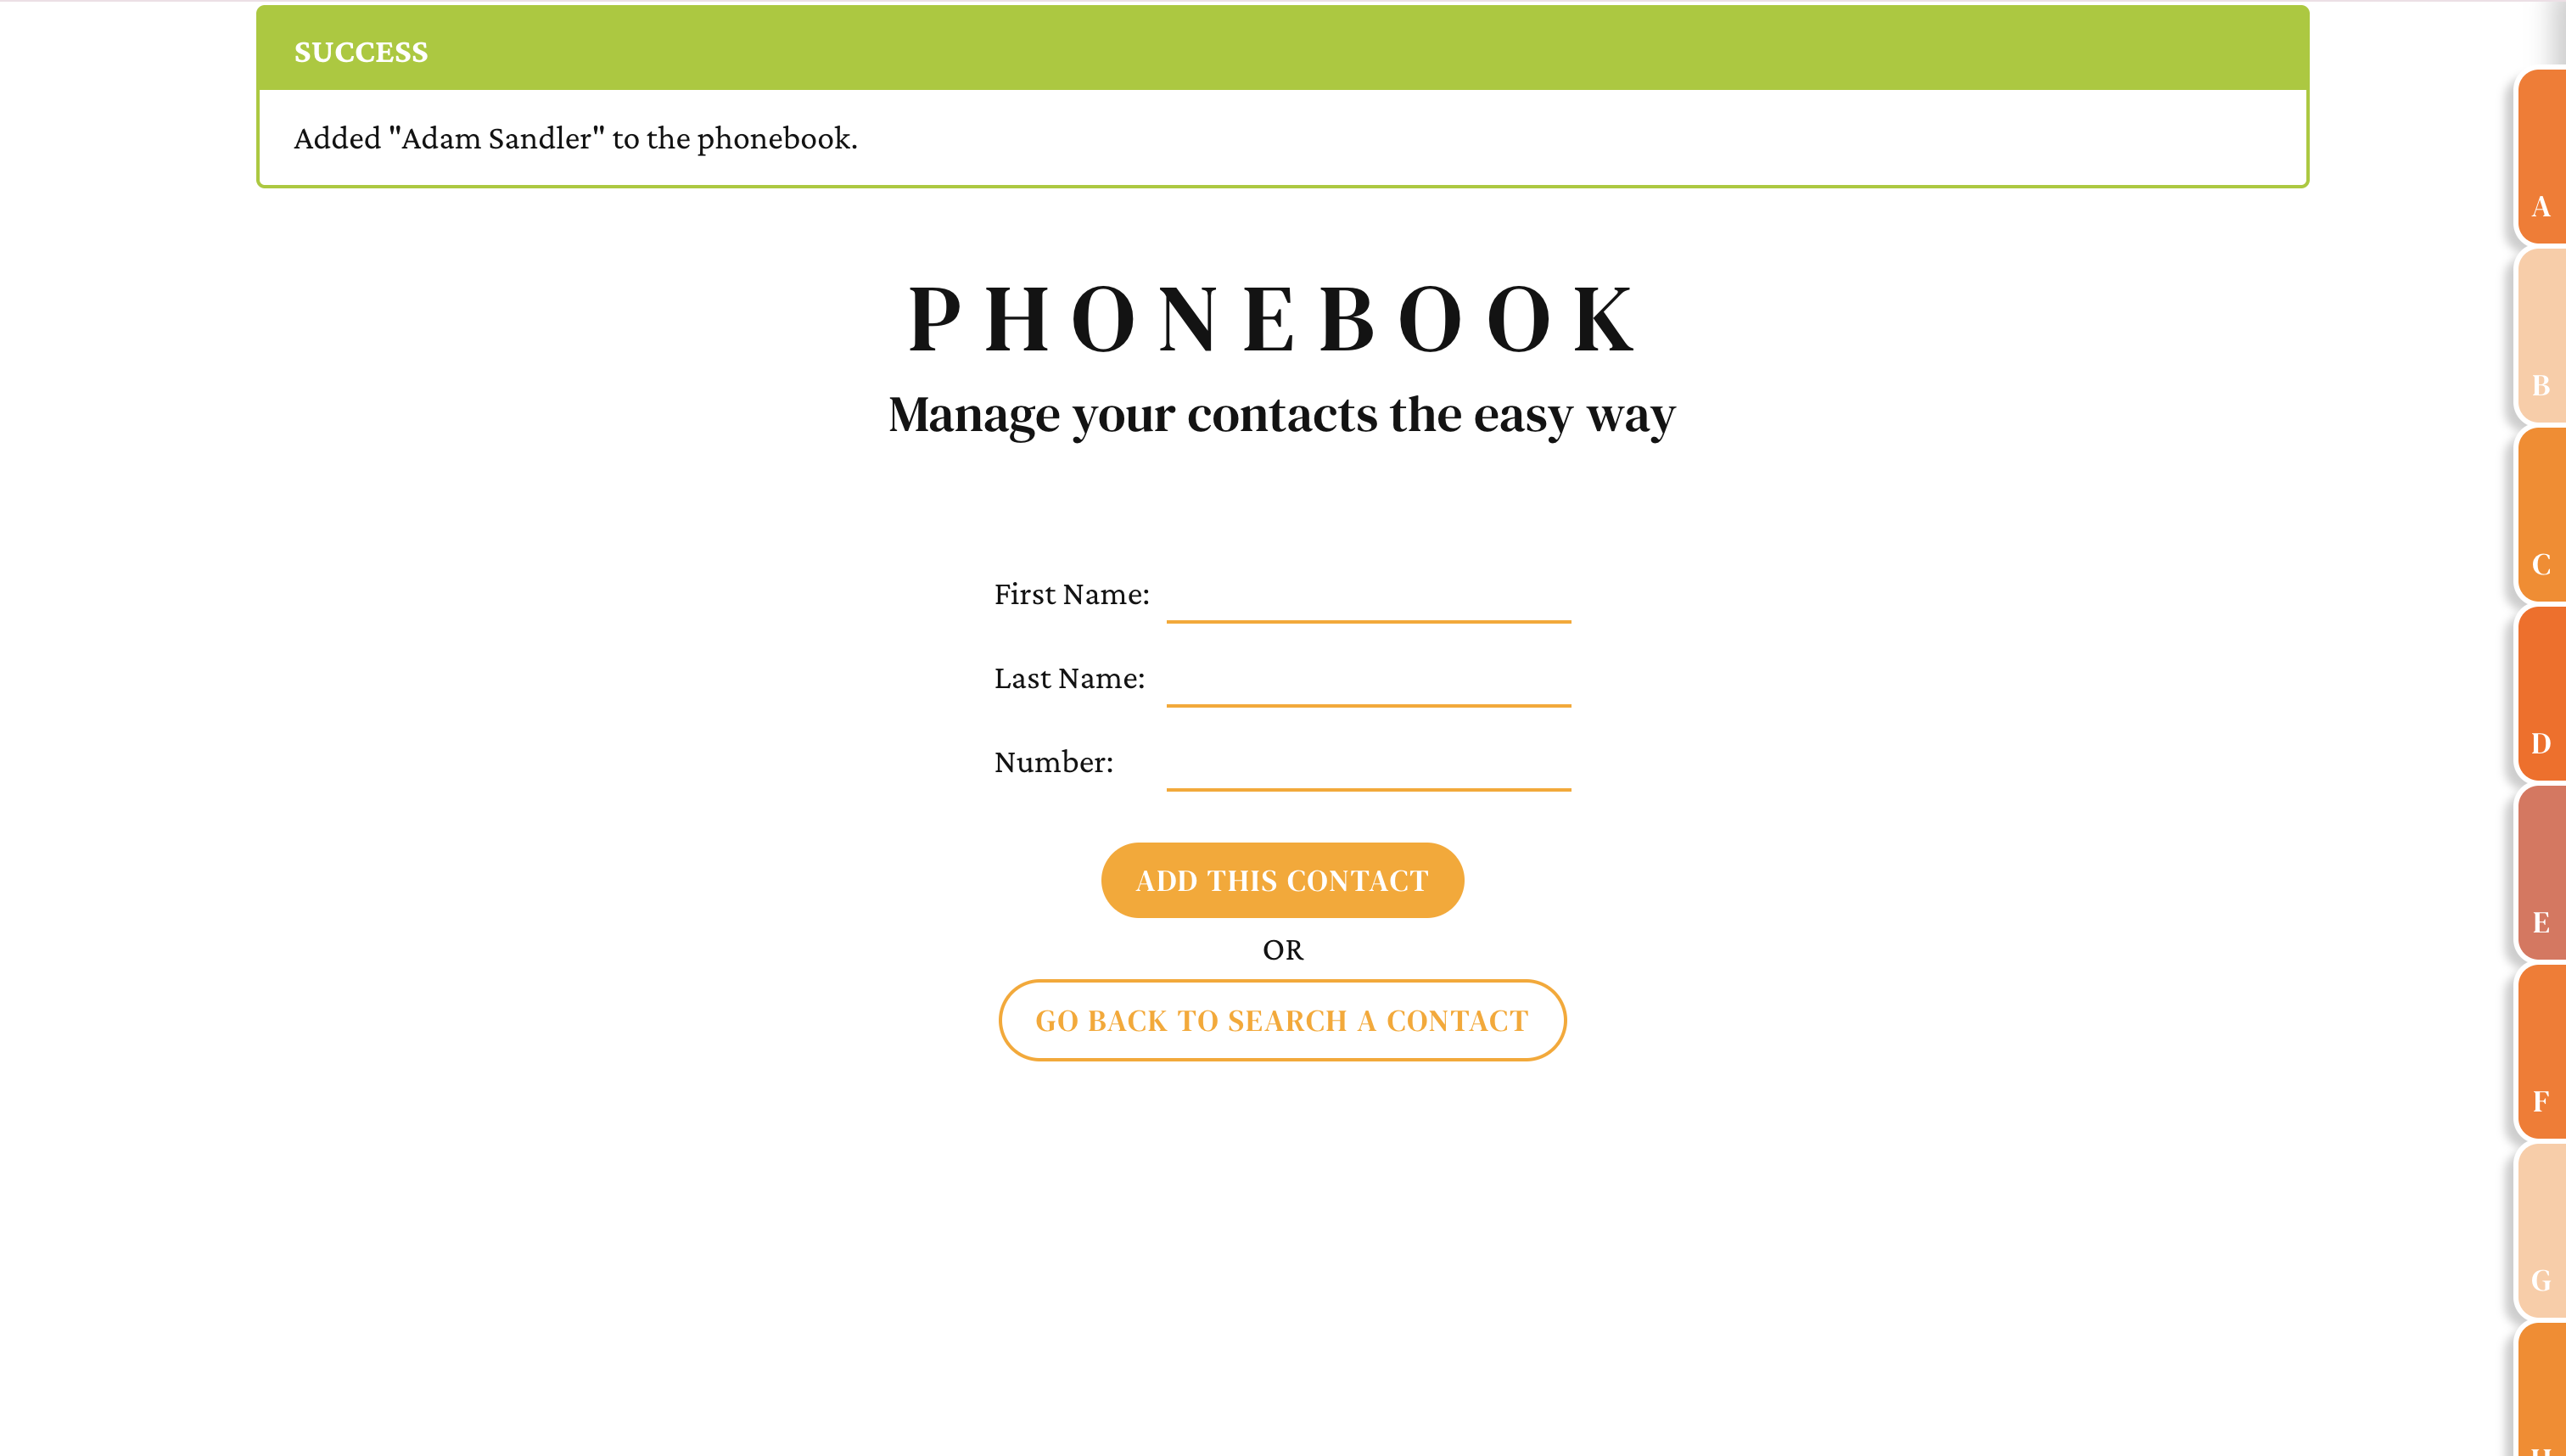 SUCCESS
Added "Adam Sandler" to the phonebook.
PHONEBOOK
Manage your contacts the easy way
First Name:
Last Name:
Number:
ADD THIS CONTACT
OR
GO BACK TO SEARCH A CONTACT
A
B
C
D
E
F
G